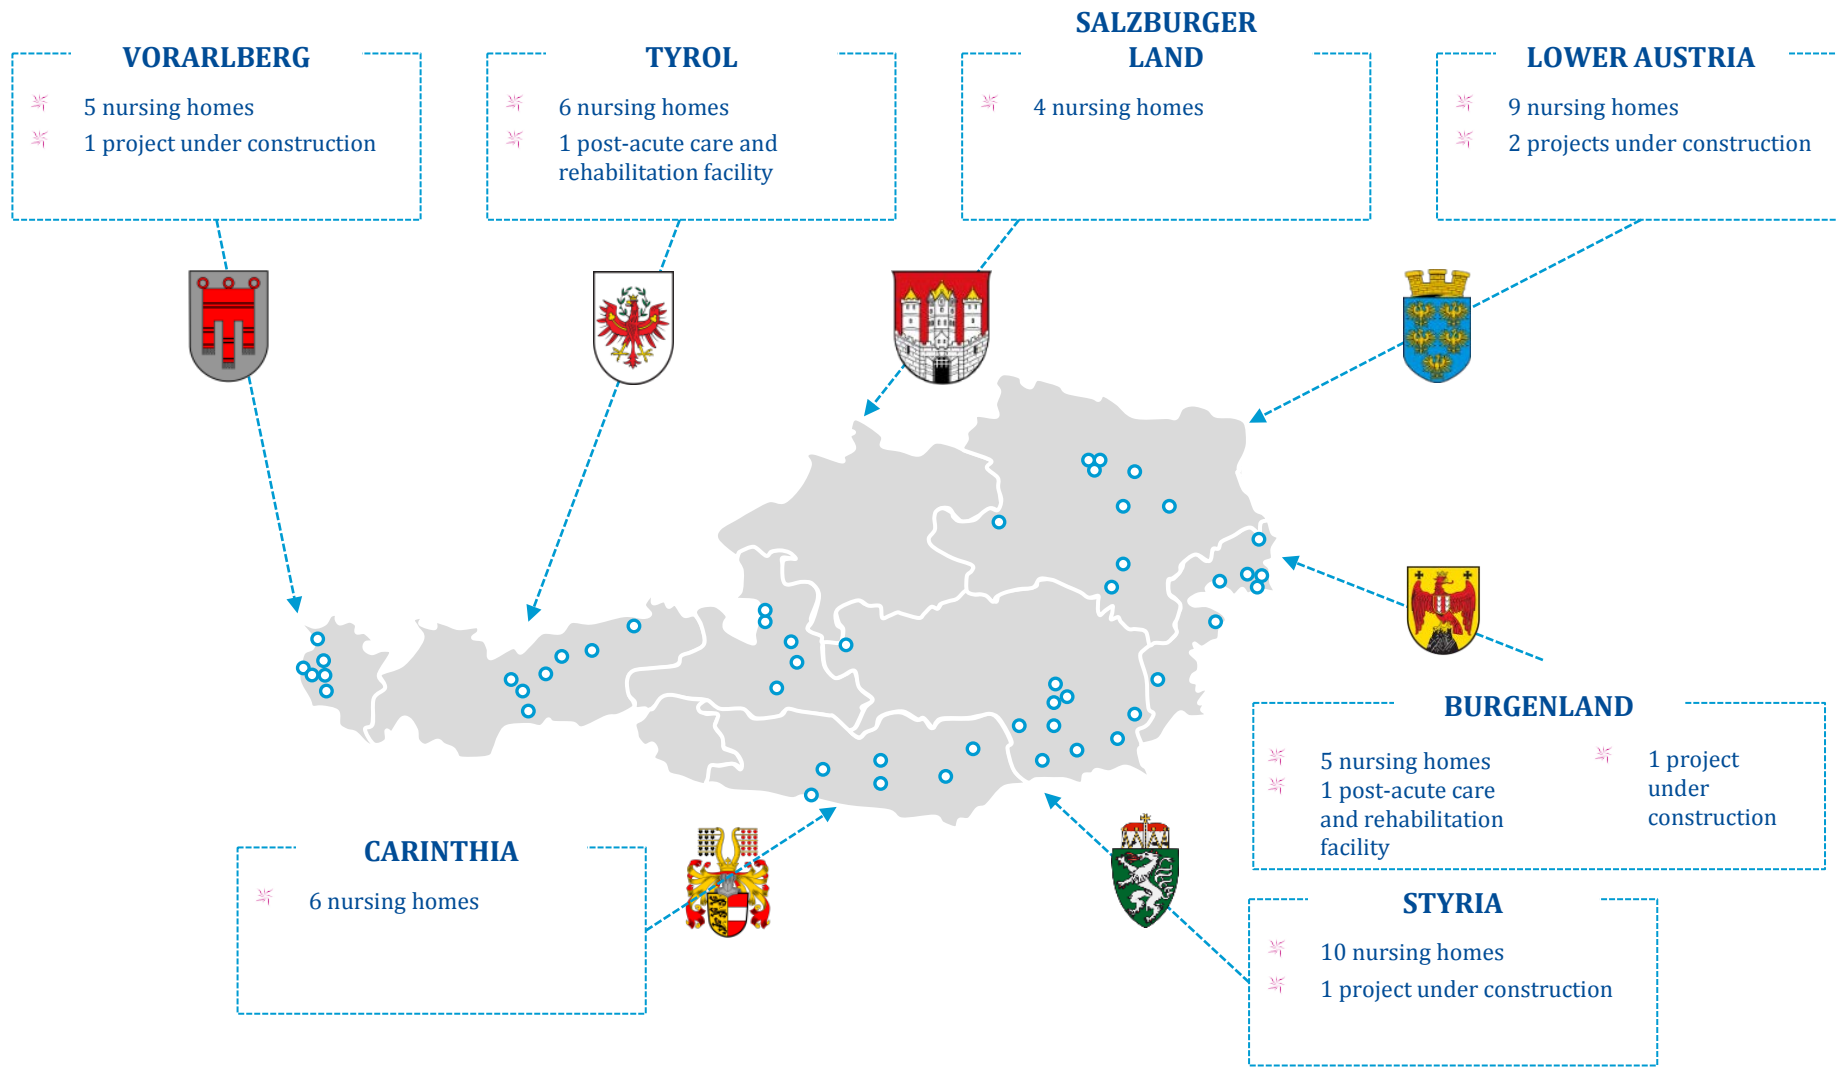 VORARLBERG
5 nursing homes
1 project under construction
TYROL
6 nursing homes
1 post-acute care and
rehabilitation facility
SALZBURGER
LAND
4 nursing homes
LOWER AUSTRIA
9 nursing homes
2 projects under construction
BURGENLAND
5 nursing homes
1 post-acute care
and rehabilitation
facility
1 project
under
construction
CARINTHIA
6 nursing homes
STYRIA
10 nursing homes
1 project under construction